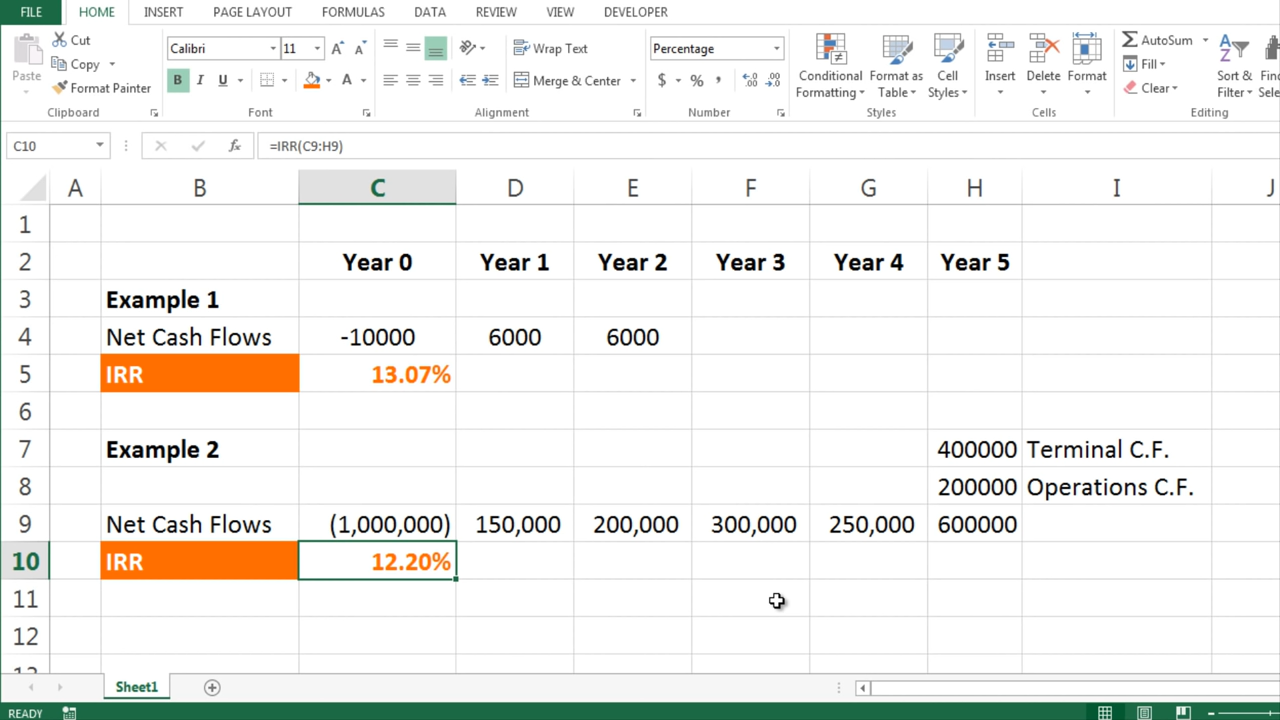 FILE HOME INSERT PAGE LAYOUT FORMULAS DATA REVIEW VIEW DEVELOPER
Paste
Cut
Copy
Format Painter
Clipboard
Calibri 11
B I U A
Font
Wrap Text
Merge & Center
Alignment
Percentage
$ % ,
Number
Conditional Formatting
Format as Table
Cell Styles
Styles
Insert Delete Format
Cells
AutoSum
Fill
Clear
Sort & Filter
Editing
C10 fx =IRR(C9:H9)
A B C D E F G H I J
1
2 Year 0 Year 1 Year 2 Year 3 Year 4 Year 5
3 Example 1
4 Net Cash Flows -10000 6000 6000
5 IRR 13.07%
6
7 Example 2 400000 Terminal C.F.
8 200000 Operations C.F.
9 Net Cash Flows (1,000,000) 150,000 200,000 300,000 250,000 600000
10 IRR 12.20%
11
12
Sheet1
READY